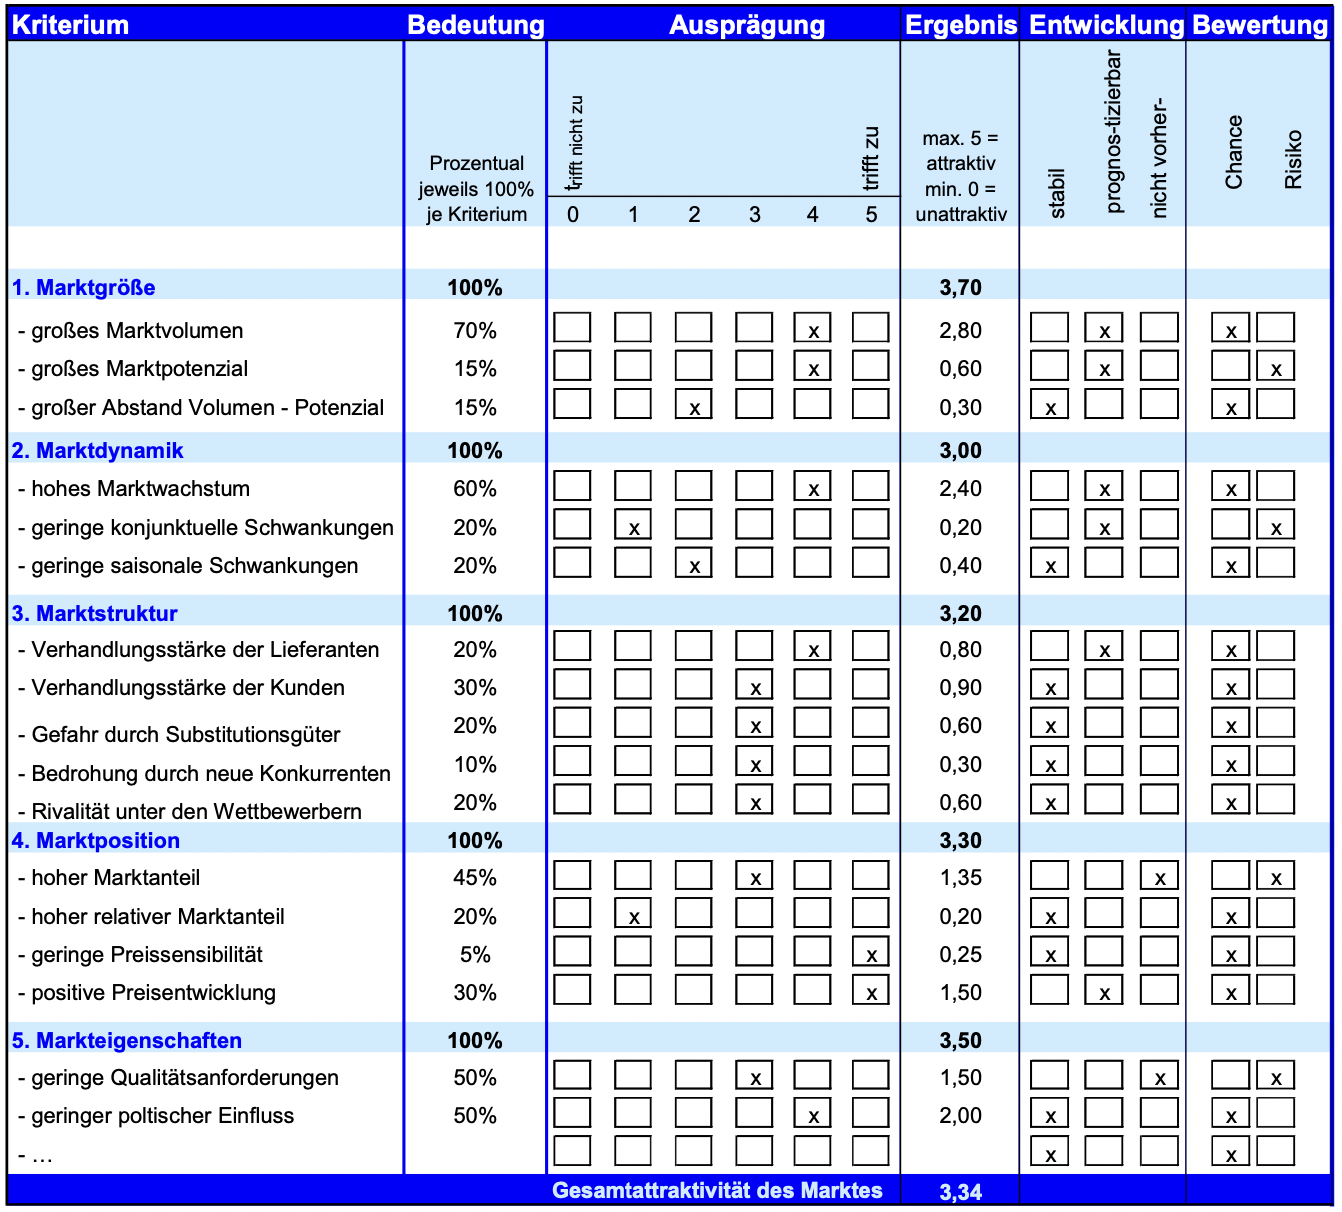 Kriterium Bedeutung Ausprägung Ergebnis Entwicklung Bewertung
Prozentual jeweils 100% je Kriterium
trifft nicht zu
trifft zu
0 1 2 3 4 5
max. 5 = attraktiv min. 0 = unattraktiv
stabil
prognos-tizierbar
nicht vorher-
Chance
Risiko
1. Marktgröße 100% 3,70
- großes Marktvolumen 70% x 2,80 x x
- großes Marktpotenzial 15% x 0,60 x x
- großer Abstand Volumen - Potenzial 15% x 0,30 x x
2. Marktdynamik 100% 3,00
- hohes Marktwachstum 60% x 2,40 x x
- geringe konjunktuelle Schwankungen 20% x 0,20 x x
- geringe saisonale Schwankungen 20% x 0,40 x x
3. Marktstruktur 100% 3,20
- Verhandlungsstärke der Lieferanten 20% x 0,80 x x
- Verhandlungsstärke der Kunden 30% x 0,90 x x
- Gefahr durch Substitutionsgüter 20% x 0,60 x x
- Bedrohung durch neue Konkurrenten 10% x 0,30 x x
- Rivalität unter den Wettbewerbern 20% x 0,60 x x
4. Marktposition 100% 3,30
- hoher Marktanteil 45% x 1,35 x x
- hoher relativer Marktanteil 20% x 0,20 x x
- geringe Preissensibilität 5% x 0,25 x x
- positive Preisentwicklung 30% x 1,50 x x
5. Markteigenschaften 100% 3,50
- geringe Qualitätsanforderungen 50% x 1,50 x x
- geringer poltischer Einfluss 50% x 2,00 x x
- … x x
Gesamtattraktivität des Marktes 3,34